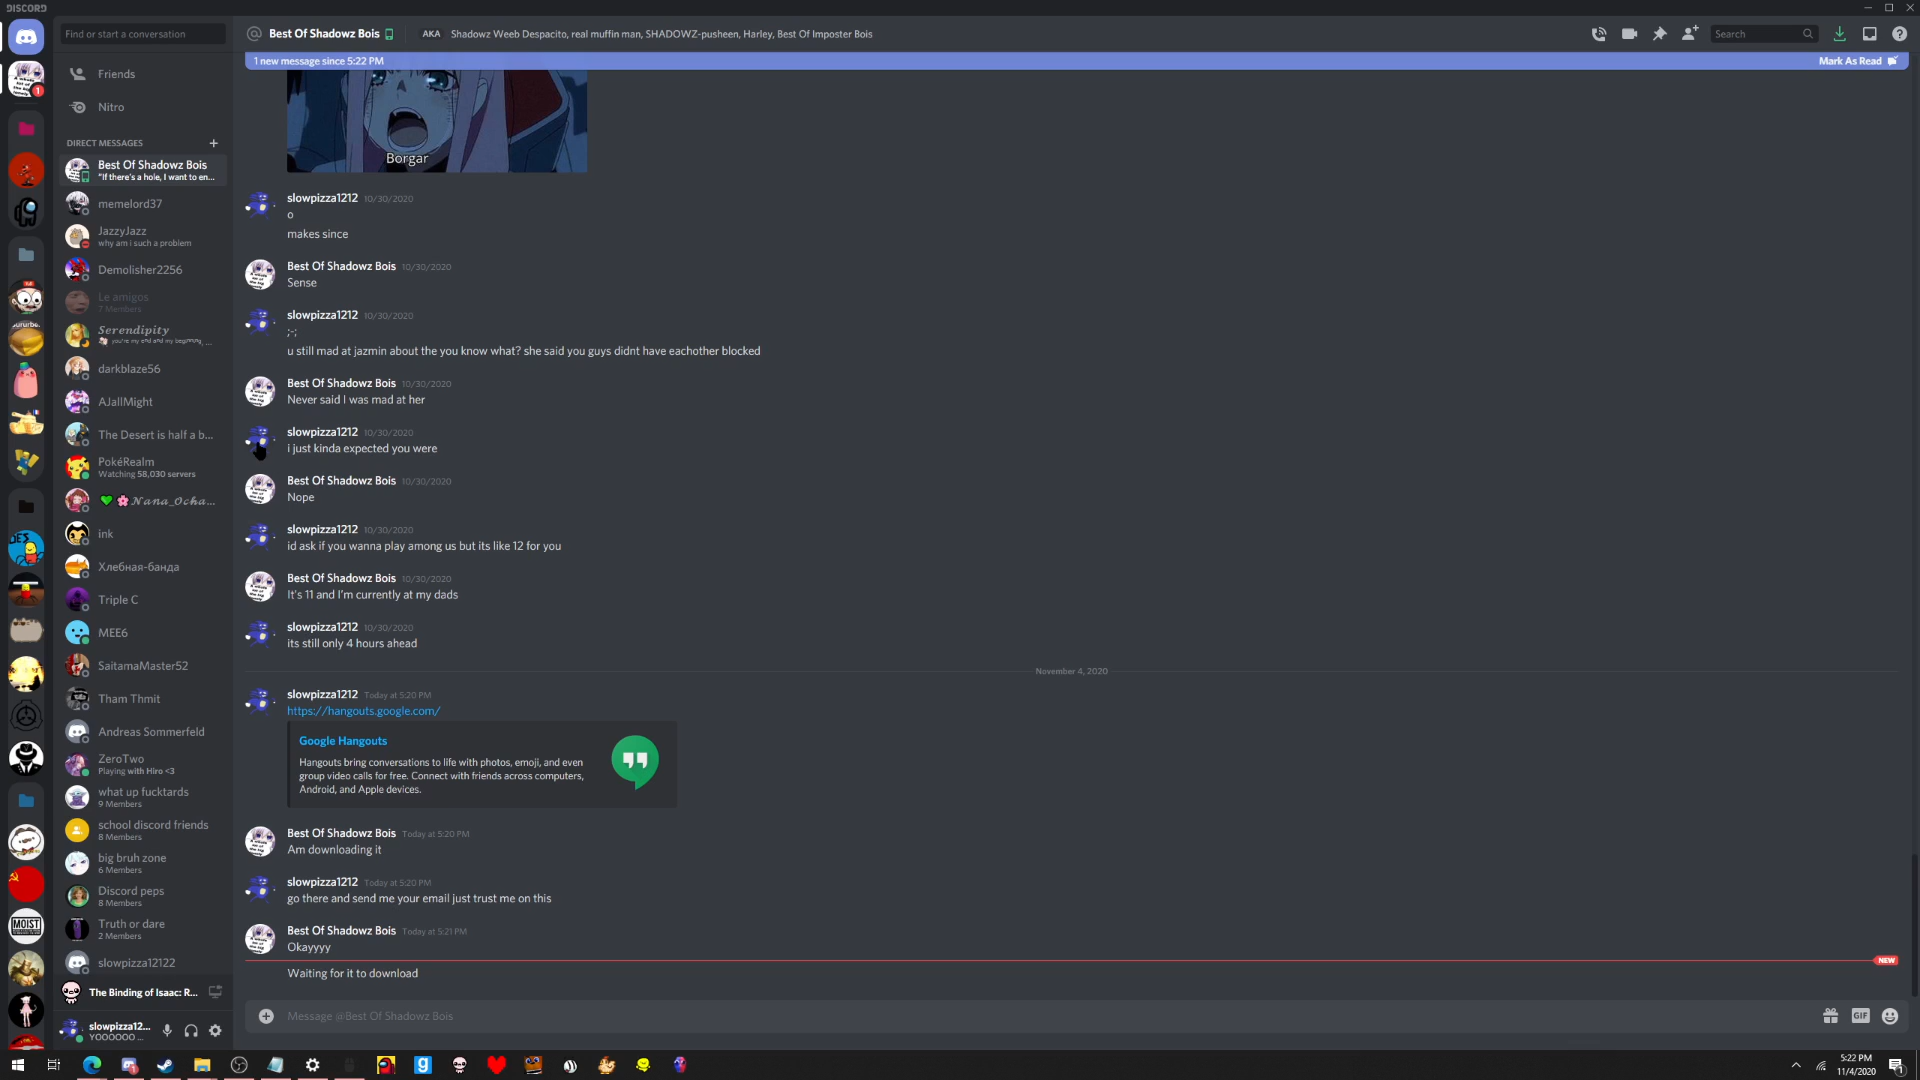 DISCORD
Find or start a conversation
Best Of Shadowz Bois
AKA
Shadowz Weeb Despacito, real muffin man, SHADOWZ-pusheen, Harley, Best Of Imposter Bois
Search
1 new message since 5:22 PM
Mark As Read
1
Friends
Nitro
DIRECT MESSAGES
Best Of Shadowz Bois
"If there's a hole, I want to en...
memelord37
JazzyJazz
why am i such a problem
Demolisher2256
Le amigos
7 Members
Serendipity
darkblaze56
AJallMight
The Desert is half a b...
PokéRealm
Watching 58,030 servers
💚🌸Nana_Ocha...
ink
Хлебная-банда
Triple C
MEE6
SaitamaMaster52
Tham Thmit
Andreas Sommerfeld
ZeroTwo
Playing with Hiro <3
what up fucktards
9 Members
school discord friends
8 Members
big bruh zone
6 Members
Discord peps
8 Members
Truth or dare
2 Members
slowpizza12122
The Binding of Isaac: R...
slowpizza12...
YOOOOOO ...
MOIST
Borgar
slowpizza1212 10/30/2020
o
makes since
Best Of Shadowz Bois 10/30/2020
Sense
slowpizza1212 10/30/2020
;-;
u still mad at jazmin about the you know what? she said you guys didnt have eachother blocked
Best Of Shadowz Bois 10/30/2020
Never said I was mad at her
slowpizza1212 10/30/2020
i just kinda expected you were
Best Of Shadowz Bois 10/30/2020
Nope
slowpizza1212 10/30/2020
id ask if you wanna play among us but its like 12 for you
Best Of Shadowz Bois 10/30/2020
It's 11 and I'm currently at my dads
slowpizza1212 10/30/2020
its still only 4 hours ahead
November 4, 2020
slowpizza1212 Today at 5:20 PM
https://hangouts.google.com/
Google Hangouts
Hangouts bring conversations to life with photos, emoji, and even
group video calls for free. Connect with friends across computers,
Android, and Apple devices.
Best Of Shadowz Bois Today at 5:20 PM
Am downloading it
slowpizza1212 Today at 5:20 PM
go there and send me your email just trust me on this
Best Of Shadowz Bois Today at 5:21 PM
Okayyyy
NEW
Waiting for it to download
Message @Best Of Shadowz Bois
GIF
5:22 PM
11/4/2020